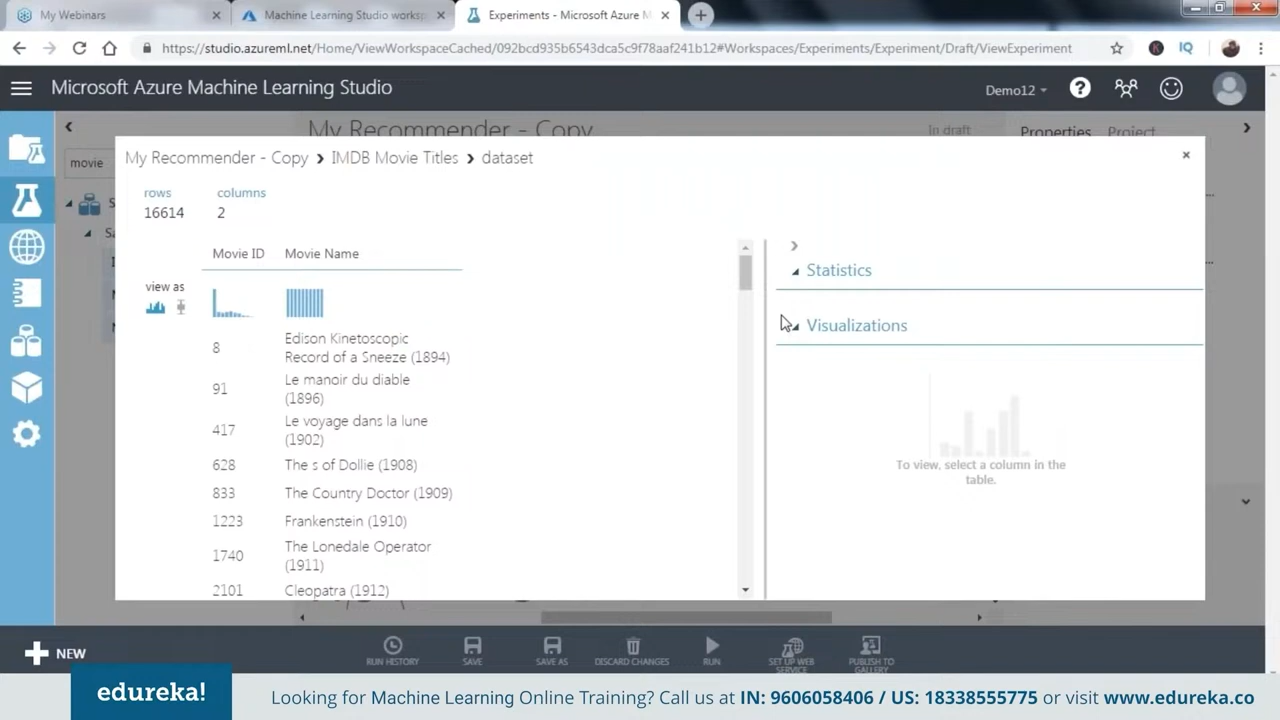 My Webinars
Machine Learning Studio worksp
Experiments - Microsoft Azure M
https://studio.azureml.net/Home/ViewWorkspaceCached/092bcd935b6543dca5c9f78aaf241b12#Workspaces/Experiments/Experiment/Draft/ViewExperiment
IQ
Microsoft Azure Machine Learning Studio
Demo12
My Recommender - Copy
In draft
Properties Project
movie
My Recommender - Copy › IMDB Movie Titles › dataset
rows columns
16614 2
Movie ID Movie Name
view as
8 Edison Kinetoscopic
Record of a Sneeze (1894)
91 Le manoir du diable
(1896)
417 Le voyage dans la lune
(1902)
628 The s of Dollie (1908)
833 The Country Doctor (1909)
1223 Frankenstein (1910)
1740 The Lonedale Operator
(1911)
2101 Cleopatra (1912)
Statistics
Visualizations
To view, select a column in the
table.
NEW
RUN HISTORY
SAVE
SAVE AS
DISCARD CHANGES
RUN
SET UP WEB
SERVICE
PUBLISH TO
GALLERY
edureka!
Looking for Machine Learning Online Training? Call us at IN: 9606058406 / US: 18338555775 or visit www.edureka.co